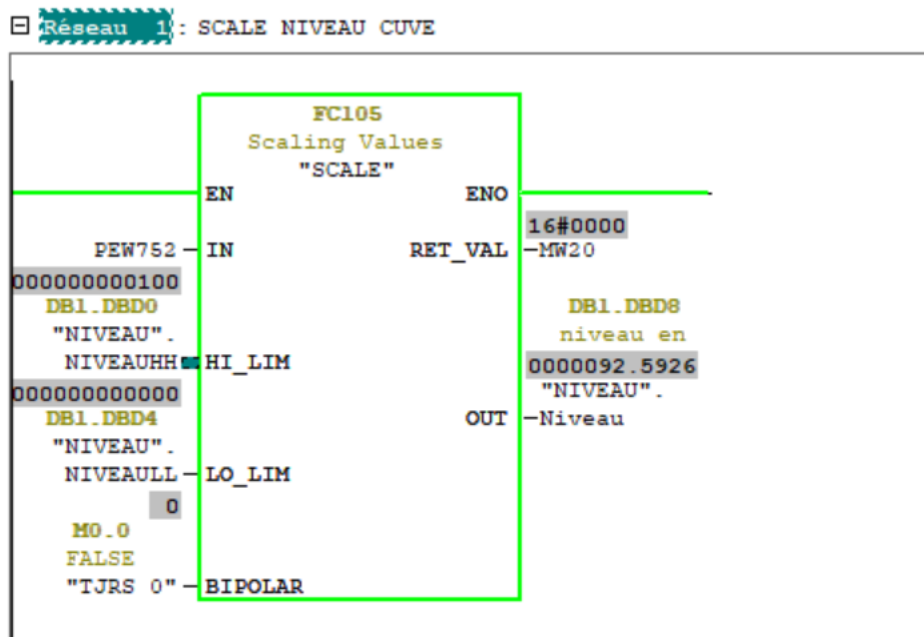 Réseau 1 : SCALE NIVEAU CUVE
FC105
Scaling Values
"SCALE"
EN ENO
16#0000
PEW752 IN RET_VAL MW20
000000000100
DB1.DBD0 DB1.DBD8
"NIVEAU". niveau en
NIVEAUHH HI_LIM 0000092.5926
000000000000 "NIVEAU".
DB1.DBD4 OUT Niveau
"NIVEAU".
NIVEAULL LO_LIM
0
M0.0
FALSE
"TJRS 0" BIPOLAR